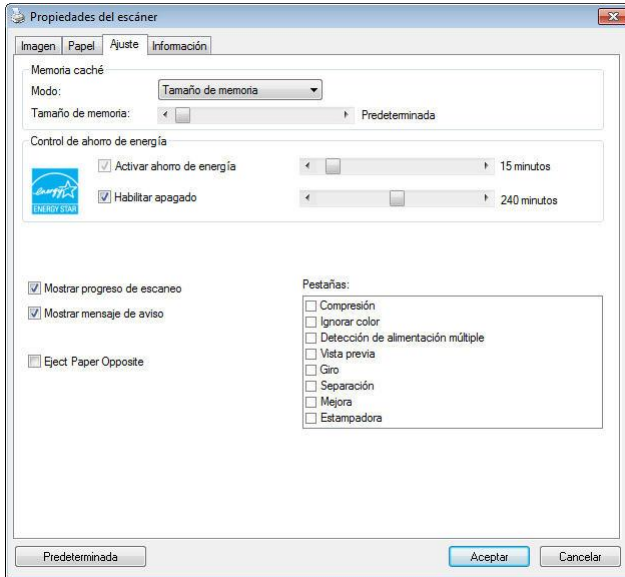 Propiedades del escáner
Imagen Papel Ajuste Información
Memoria caché
Modo: Tamaño de memoria
Tamaño de memoria: Predeterminada
Control de ahorro de energía
Activar ahorro de energía 15 minutos
energy
ENERGY STAR
Habilitar apagado 240 minutos
Mostrar progreso de escaneo
Mostrar mensaje de aviso
Eject Paper Opposite
Pestañas:
Compresión
Ignorar color
Detección de alimentación múltiple
Vista previa
Giro
Separación
Mejora
Estampadora
Predeterminada Aceptar Cancelar